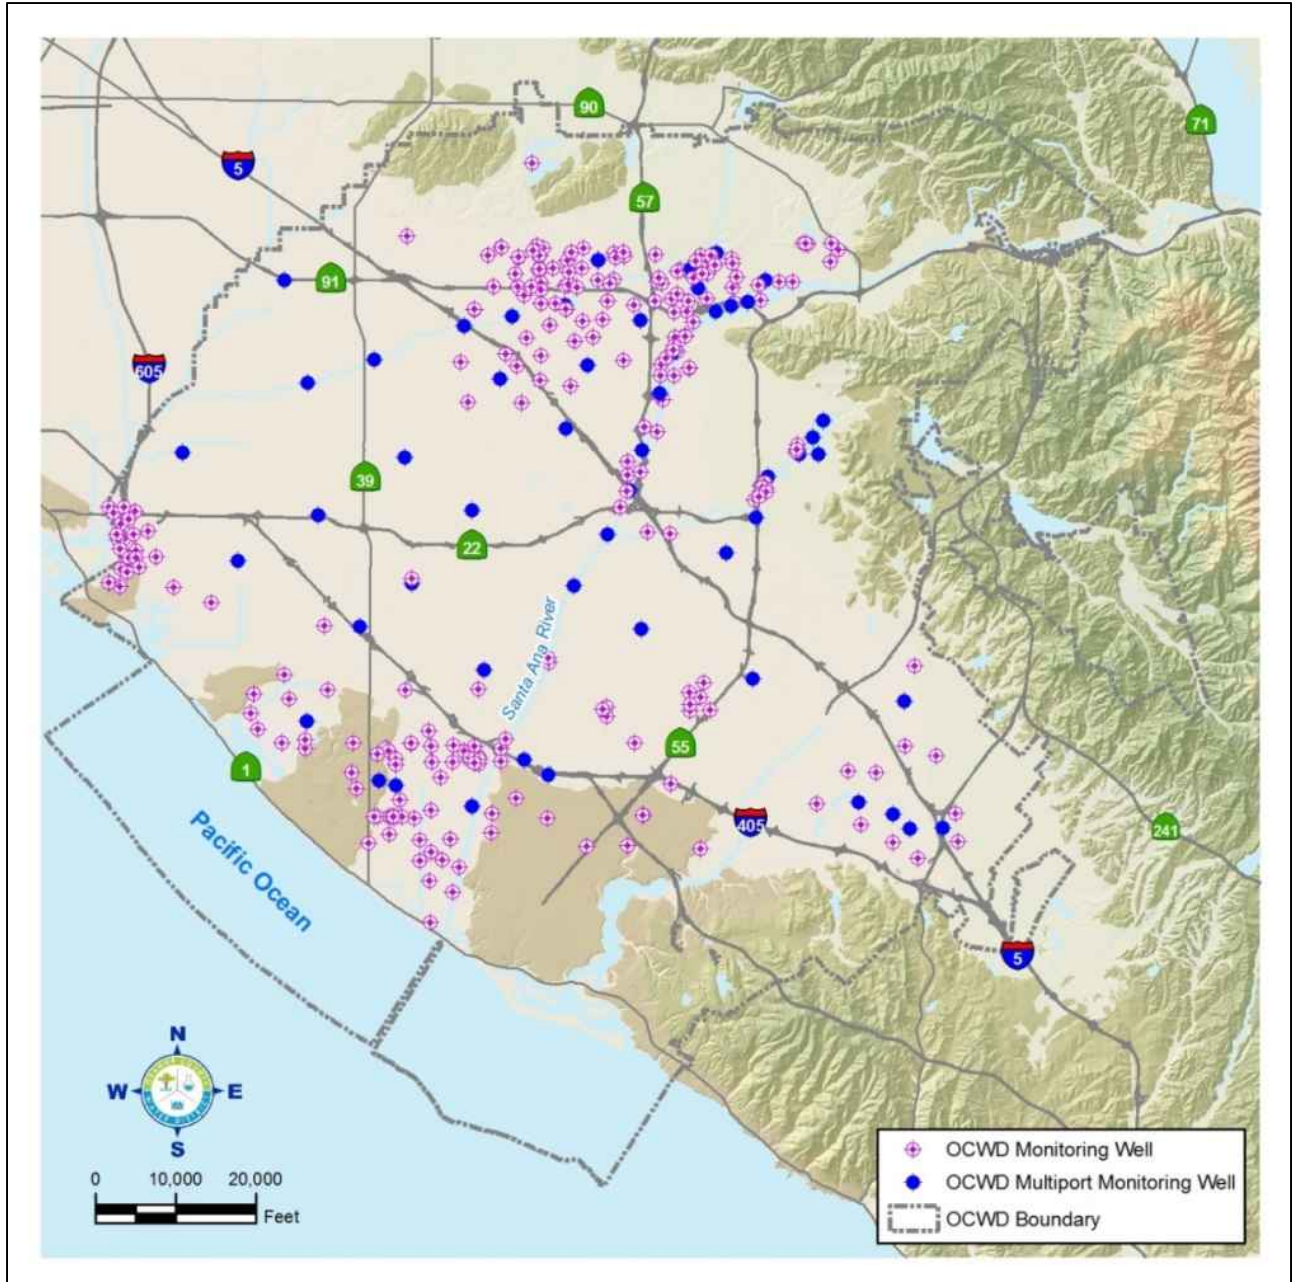 90
71
5
57
91
605
39
22
Santa Ana River
55
1
405
241
Pacific Ocean
5
N
W E
S
0 10,000 20,000
Feet
OCWD Monitoring Well
OCWD Multiport Monitoring Well
OCWD Boundary